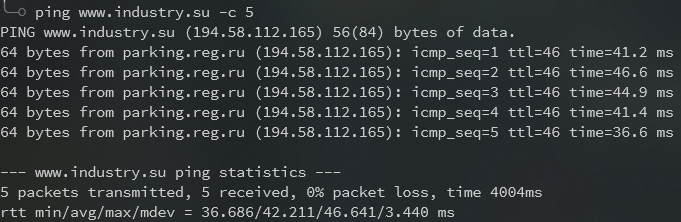 ping www.industry.su -c 5
PING www.industry.su (194.58.112.165) 56(84) bytes of data.
64 bytes from parking.reg.ru (194.58.112.165): icmp_seq=1 ttl=46 time=41.2 ms
64 bytes from parking.reg.ru (194.58.112.165): icmp_seq=2 ttl=46 time=46.6 ms
64 bytes from parking.reg.ru (194.58.112.165): icmp_seq=3 ttl=46 time=44.9 ms
64 bytes from parking.reg.ru (194.58.112.165): icmp_seq=4 ttl=46 time=41.4 ms
64 bytes from parking.reg.ru (194.58.112.165): icmp_seq=5 ttl=46 time=36.6 ms
--- www.industry.su ping statistics ---
5 packets transmitted, 5 received, 0% packet loss, time 4004ms
rtt min/avg/max/mdev = 36.686/42.211/46.641/3.440 ms